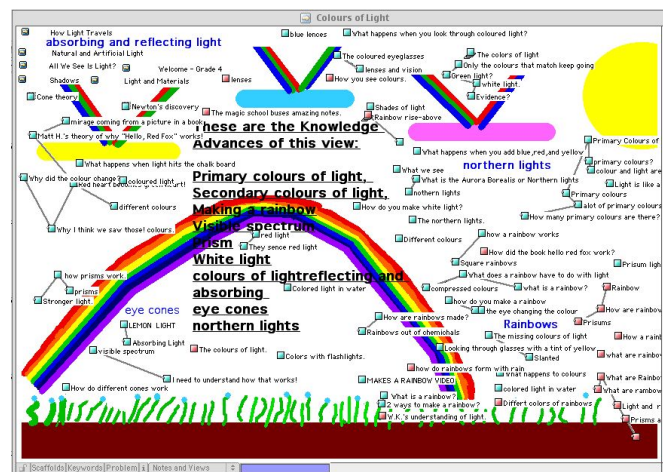 Colours of Light
How Light Travels
absorbing and reflecting light
Natural and Artificial Light
All We See Is Light?
Welcome - Grade 4
Shadows
Light and Materials
blue lences
What happens when you look through coloured light?
The coloured eyeglasses
lenses and vision
How you see colours.
lenses
The colors of light
Only the colours that match keep going
Green light?
white light.
Evidence?
Cone theory
Newton's discovery
The magic school buses amazing notes.
Shades of light
Rainbow rise-above
mirage coming from a picture in a book
Matt H.'s theory of why "Hello, Red Fox" works!
These are the Knowledge
Advances of this view:
Primary colours of light,
Secondary colours of light,
Making a rainbow
Visible spectrum
Prism
White light
colours of lightreflecting and
absorbing
eye cones
northern lights
What happens when you add blue,red,and yellow
Primary Colours of
primary colours?
colour and light are
Light is like a
Primary colours
alot of primary colours
How many primary colours are there?
northern lights
What happens when light hits the chalk board
Why did the colour change?
coloured light
different colours
Why I think we saw those! colours.
What we see
What is the Aurora Borealis or Northern lights
nothern lights
How do you make white light?
The northern lights.
red light
They sence red light
Different colours
how a rainbow works
How did the book hello red fox work?
Square rainbows
Prisum ligh
What does a rainbow have to do with light
compressed colours
what is a rainbow?
Rainbow
how prisms work.
prisms
Stronger light.
Colored light in water
how do you make a rainbow
the eye changing the colour
How are rainbow
Prisums
eye cones
LEMON LIGHT
Absorbing Light
visible spectrum
How are rainbows made?
Rainbows out of chemichals
Rainbows
The missing colours of light
How a rainb
Looking through glasses with a tint of yellow
Slanted
what are rainbow
The colours of light.
Colors with flashlights.
how do rainbows form with rain
what happens to colours
What are Rainb
I need to understand how that works!
MAKES A RAINBOW VIDEO
colored light in water
What are rambow
How do different cones work
What is a rainbow?
2 ways to make a rainbow?
W.K.'s understanding of light.
Differt colors of rainbows
Light and r
Prisms a
Scaffolds
Keywords
Problem
Notes and Views